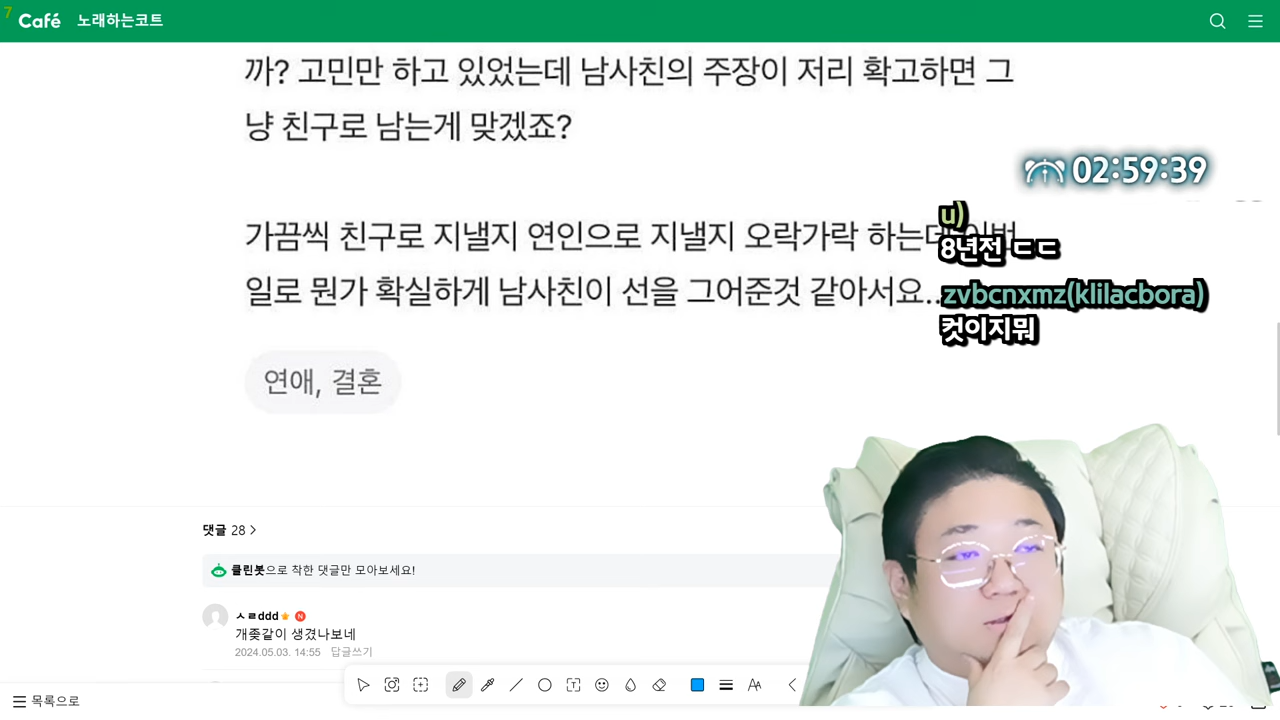 7
Café 노래하는코트
까? 고민만 하고 있었는데 남사친의 주장이 저리 확고하면 그
냥 친구로 남는게 맞겠죠?
02:59:39
가끔씩 친구로 지낼지 연인으로 지낼지 오락가락 하는데
u)
8년전 ㄷㄷ
일로 뭔가 확실하게 남사친이 선을 그어준것 같아서요..
zvbcnxmz(klilacbora)
컷이지뭐
연애, 결혼
댓글 28 >
클린봇으로 착한 댓글만 모아보세요!
ㅅㄹddd N
개좆같이 생겼나보네
2024.05.03. 14:55 답글쓰기
목록으로